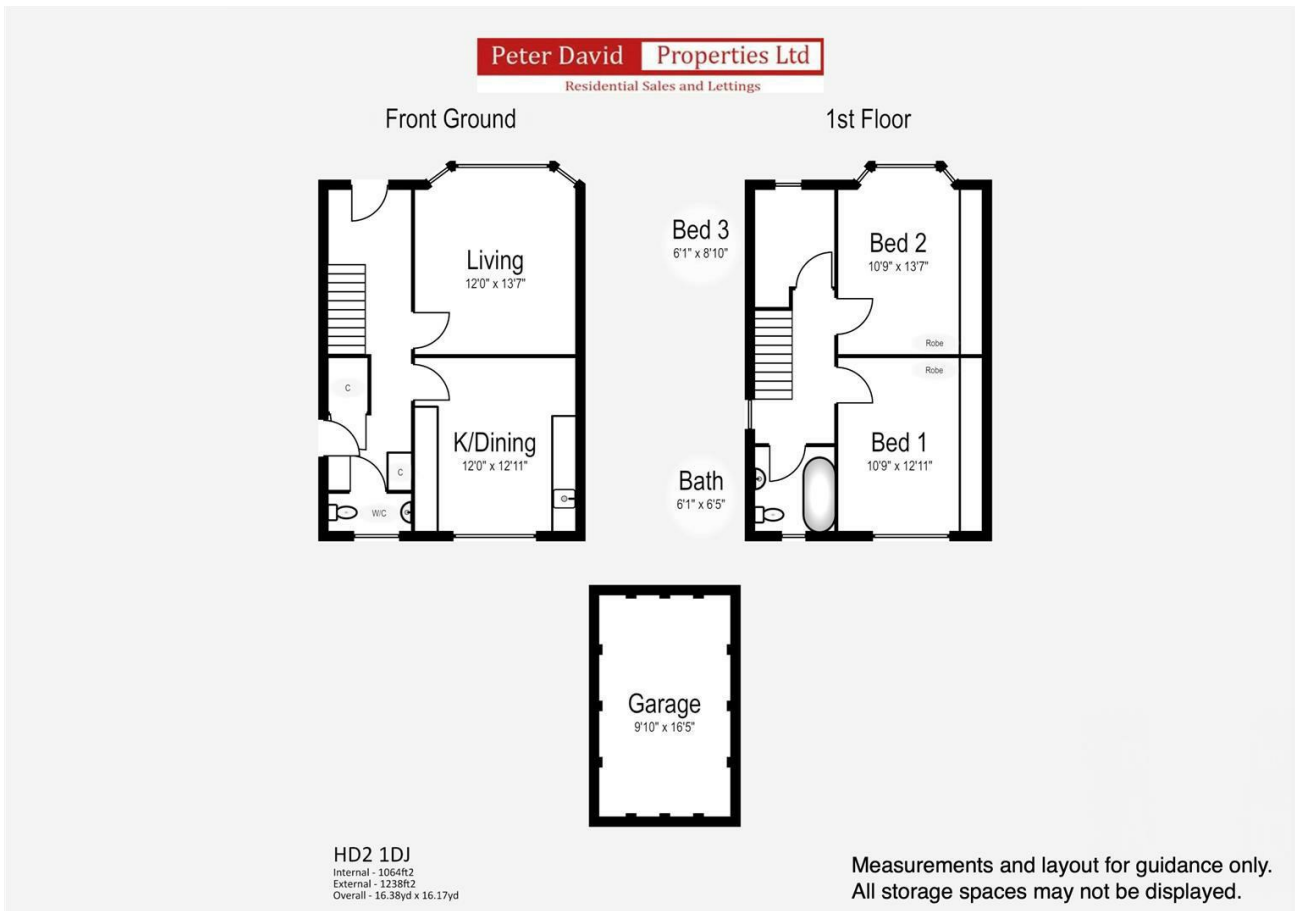 Peter David Properties Ltd
Residential Sales and Lettings
Front Ground
1st Floor
Living
12'0" x 13'7"
C
K/Dining
12'0" x 12'11"
C
W/C
Bed 3
6'1" x 8'10"
Bed 2
10'9" x 13'7"
Robe
Robe
Bed 1
10'9" x 12'11"
Bath
6'1" x 6'5"
Garage
9'10" x 16'5"
HD2 1DJ
Internal - 1064ft2
External - 1238ft2
Overall - 16.38yd x 16.17yd
Measurements and layout for guidance only.
All storage spaces may not be displayed.